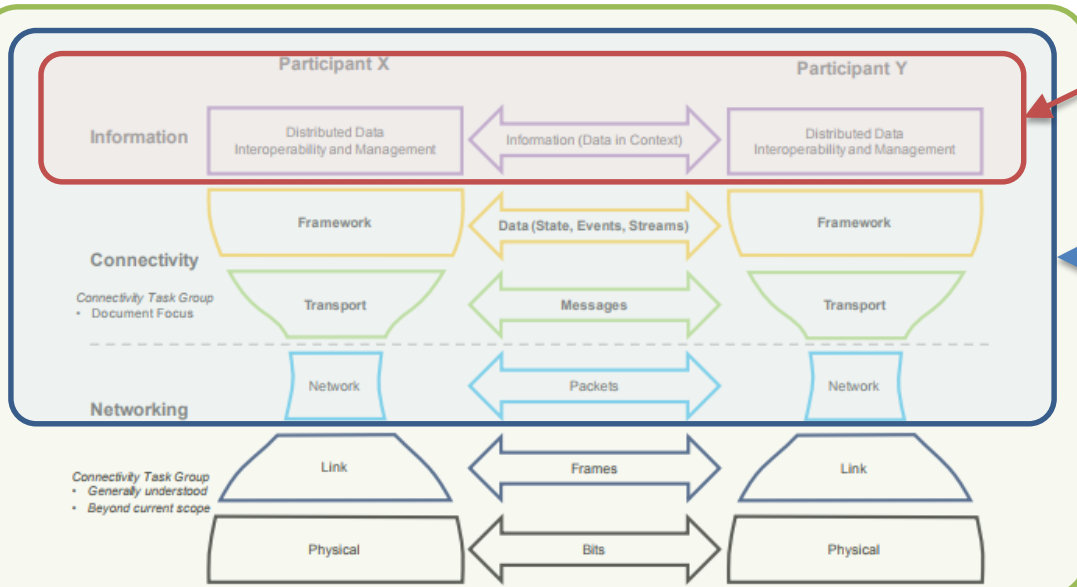 Participant X
Participant Y
Information
Distributed Data
Interoperability and Management
Information (Data in Context)
Distributed Data
Interoperability and Management
Framework
Data (State, Events, Streams)
Framework
Connectivity
Connectivity Task Group
• Document Focus
Transport
Messages
Transport
Network
Packets
Network
Networking
Connectivity Task Group
• Generally understood
• Beyond current scope
Link
Frames
Link
Physical
Bits
Physical